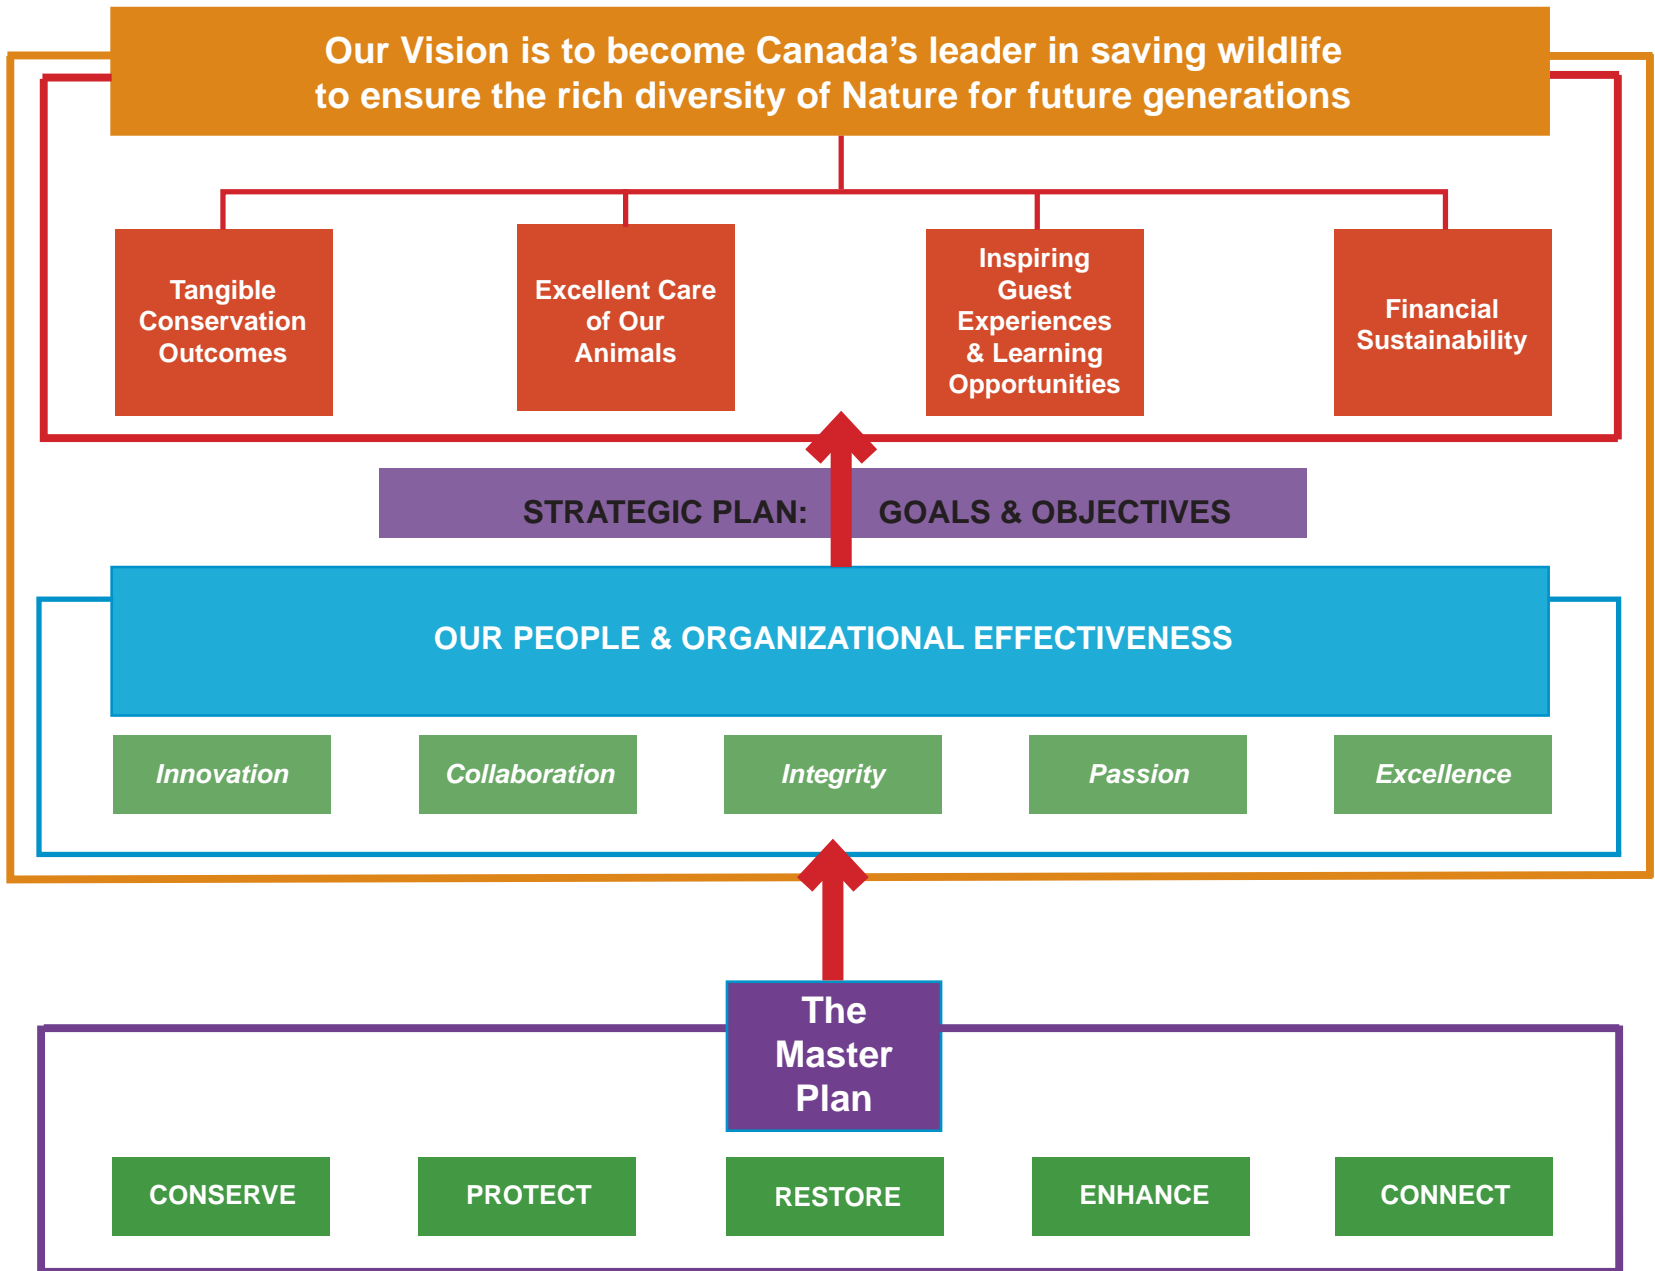 Our Vision is to become Canada’s leader in saving wildlife
to ensure the rich diversity of Nature for future generations
Tangible
Conservation
Outcomes
Excellent Care
of Our
Animals
Inspiring
Guest
Experiences
& Learning
Opportunities
Financial
Sustainability
STRATEGIC PLAN: GOALS & OBJECTIVES
OUR PEOPLE & ORGANIZATIONAL EFFECTIVENESS
Innovation
Collaboration
Integrity
Passion
Excellence
The
Master
Plan
CONSERVE
PROTECT
RESTORE
ENHANCE
CONNECT